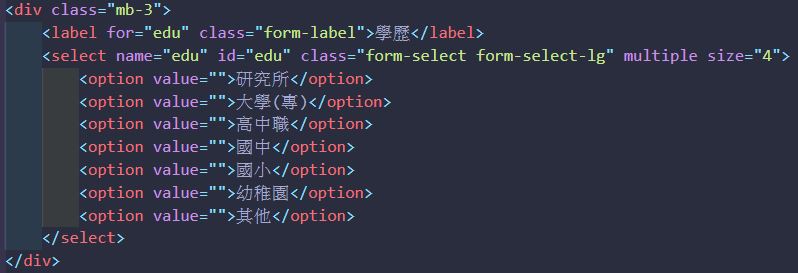 <div class="mb-3">
<label for="edu" class="form-label">學歷</label>
<select name="edu" id="edu" class="form-select form-select-lg" multiple size="4">
<option value="">研究所</option>
<option value="">大學(專)</option>
<option value="">高中職</option>
<option value="">國中</option>
<option value="">國小</option>
<option value="">幼稚園</option>
<option value="">其他</option>
</select>
</div>